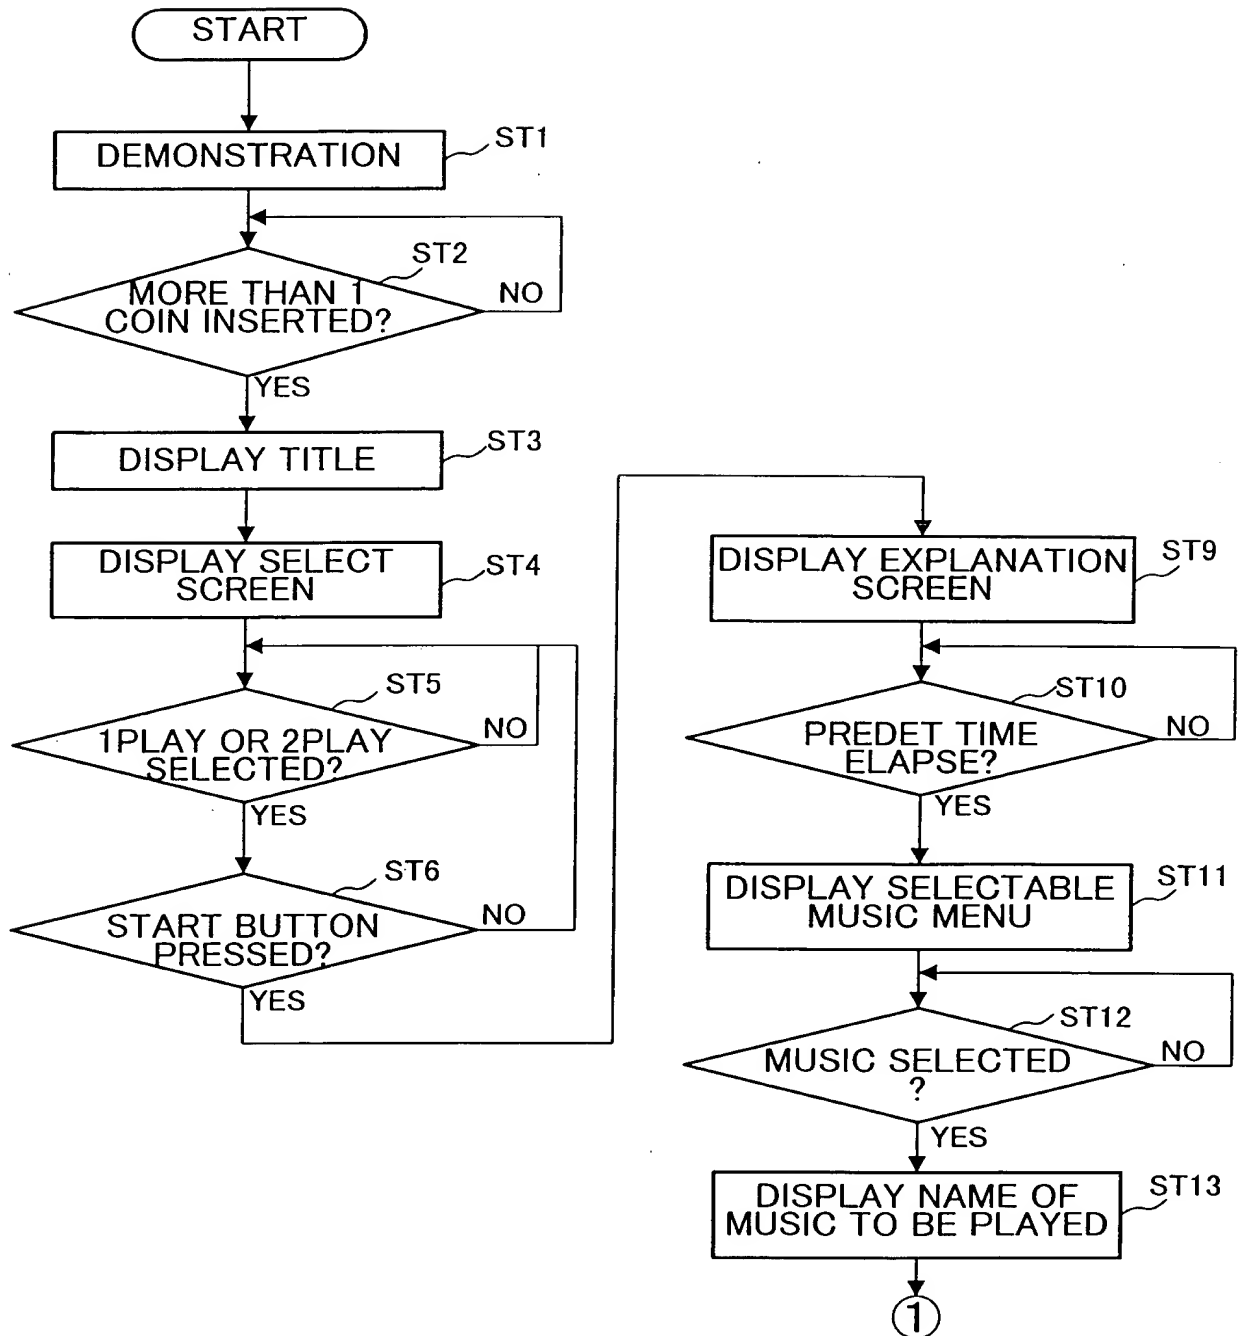 START
DEMONSTRATION
ST1
MORE THAN 1
COIN INSERTED?
ST2
NO
YES
DISPLAY TITLE
ST3
DISPLAY SELECT
SCREEN
ST4
1PLAY OR 2PLAY
SELECTED?
ST5
NO
YES
START BUTTON
PRESSED?
ST6
NO
YES
DISPLAY EXPLANATION
SCREEN
ST9
PREDET TIME
ELAPSE?
ST10
NO
YES
DISPLAY SELECTABLE
MUSIC MENU
ST11
MUSIC SELECTED
?
ST12
NO
YES
DISPLAY NAME OF
MUSIC TO BE PLAYED
ST13
1